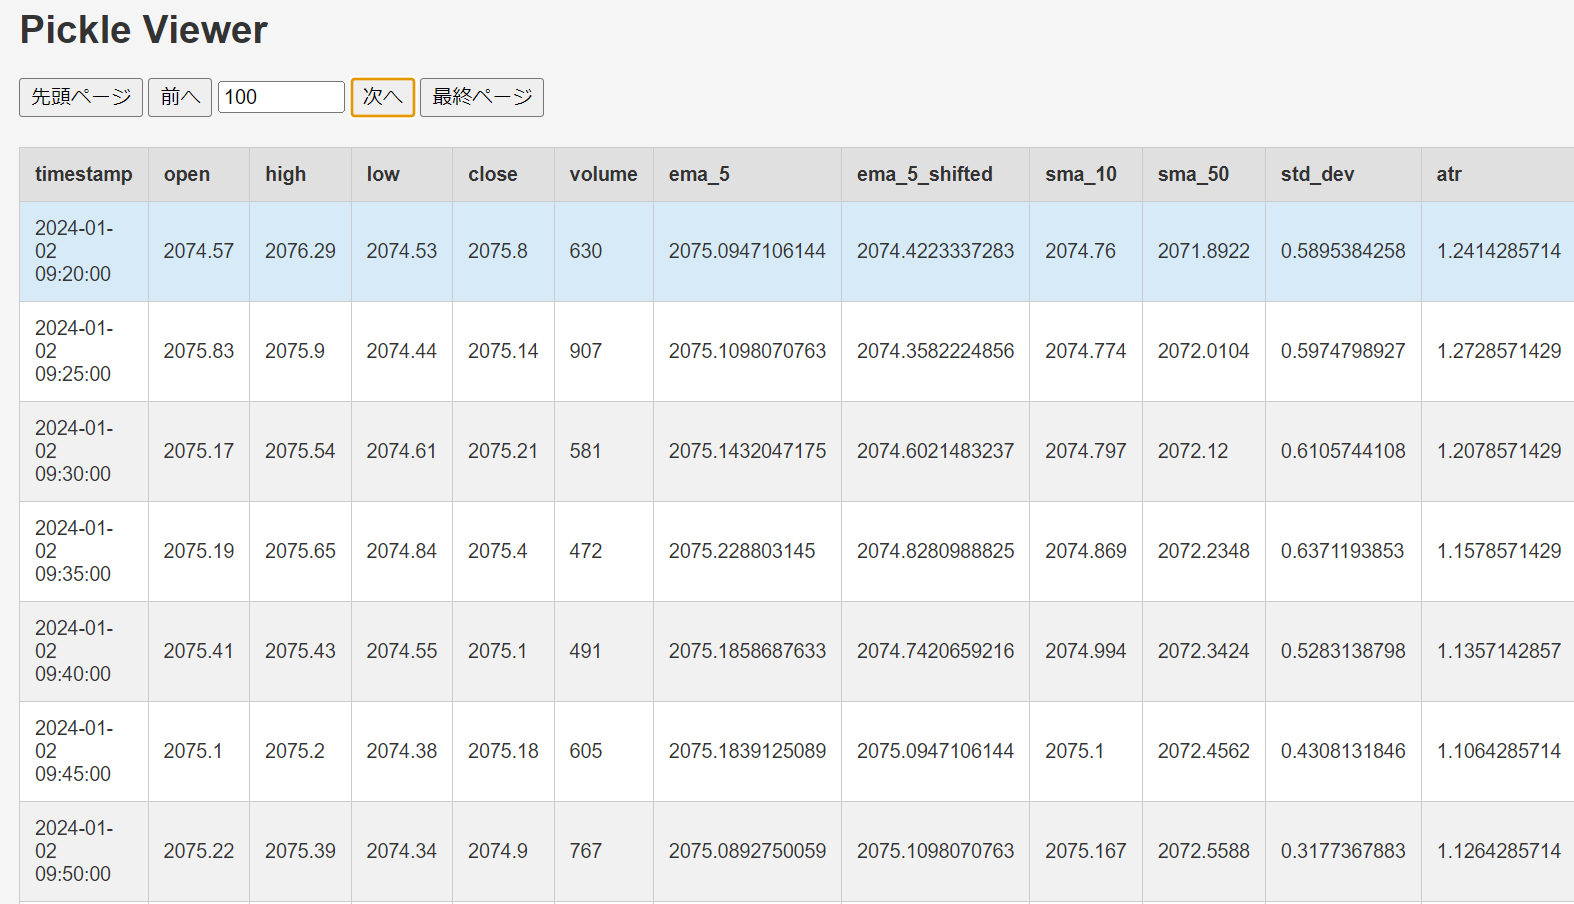 Pickle Viewer
先頭ページ 前へ 100 次へ 最終ページ
timestamp open high low close volume ema_5 ema_5_shifted sma_10 sma_50 std_dev atr
2024-01-02 09:20:00 2074.57 2076.29 2074.53 2075.8 630 2075.0947106144 2074.4223337283 2074.76 2071.8922 0.5895384258 1.2414285714
2024-01-02 09:25:00 2075.83 2075.9 2074.44 2075.14 907 2075.1098070763 2074.3582224856 2074.774 2072.0104 0.5974798927 1.2728571429
2024-01-02 09:30:00 2075.17 2075.54 2074.61 2075.21 581 2075.1432047175 2074.6021483237 2074.797 2072.12 0.6105744108 1.2078571429
2024-01-02 09:35:00 2075.19 2075.65 2074.84 2075.4 472 2075.228803145 2074.8280988825 2074.869 2072.2348 0.6371193853 1.1578571429
2024-01-02 09:40:00 2075.41 2075.43 2074.55 2075.1 491 2075.1858687633 2074.7420659216 2074.994 2072.3424 0.5283138798 1.1357142857
2024-01-02 09:45:00 2075.1 2075.2 2074.38 2075.18 605 2075.1839125089 2075.0947106144 2075.1 2072.4562 0.4308131846 1.1064285714
2024-01-02 09:50:00 2075.22 2075.39 2074.34 2074.9 767 2075.0892750059 2075.1098070763 2075.167 2072.5588 0.3177367883 1.1264285714